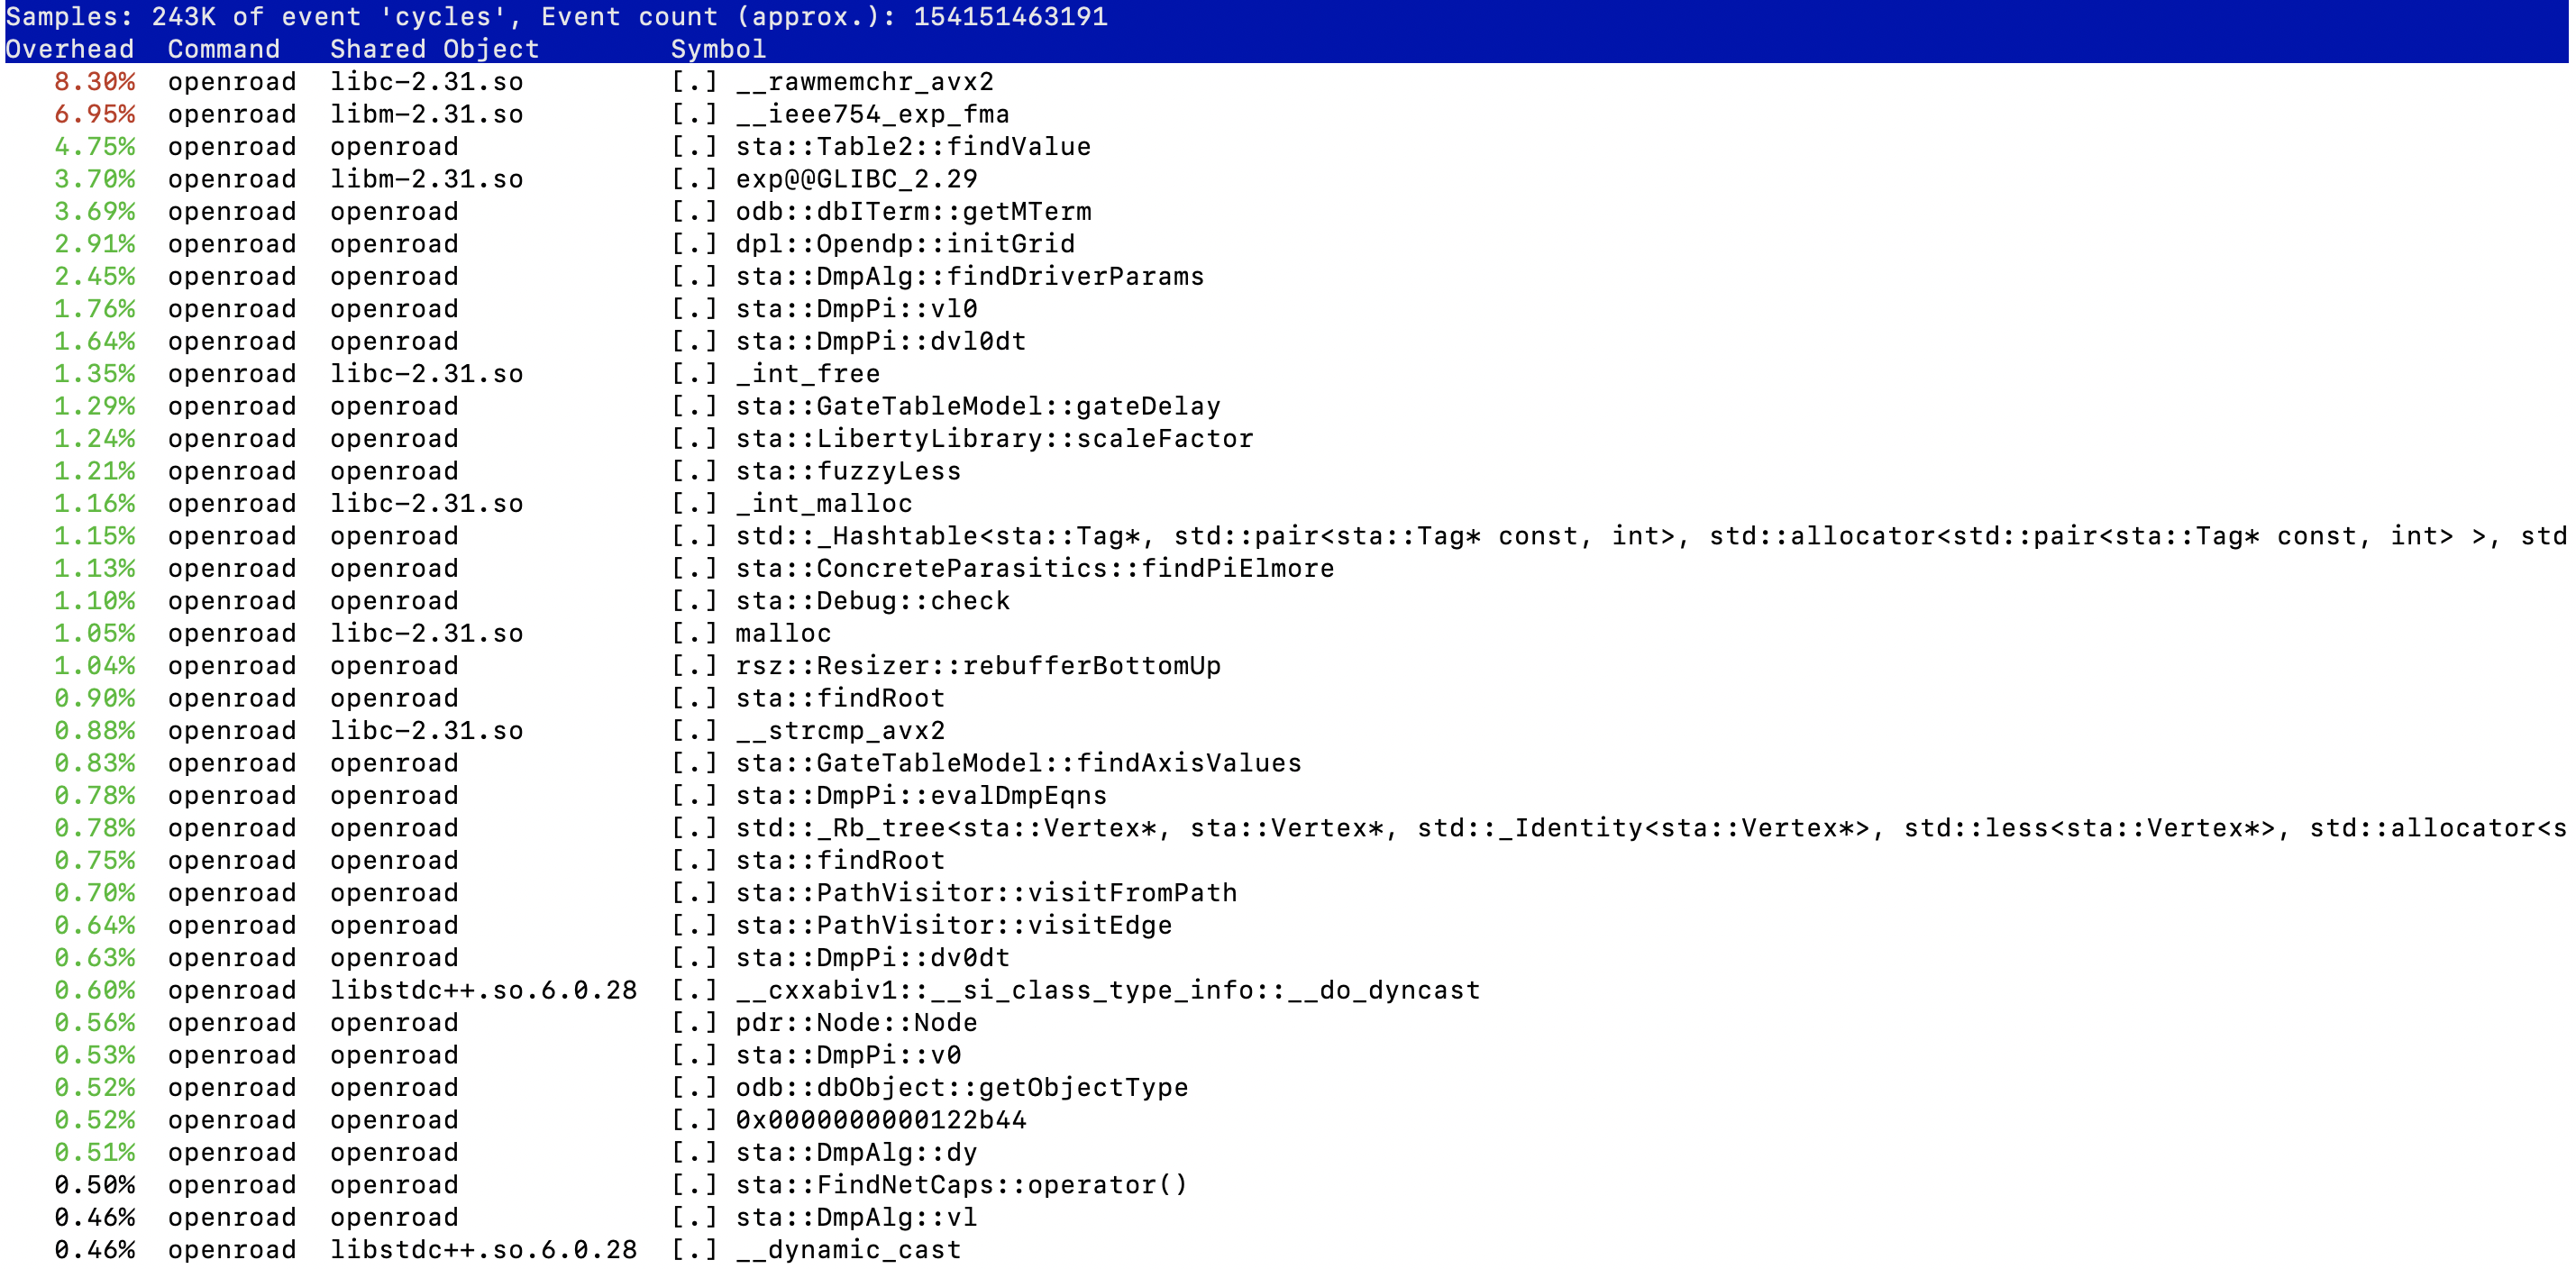 Samples: 243K of event 'cycles', Event count (approx.): 154151463191
Overhead  Command   Shared Object        Symbol
   8.30%  openroad  libc-2.31.so         [.] __rawmemchr_avx2
   6.95%  openroad  libm-2.31.so         [.] __ieee754_exp_fma
   4.75%  openroad  openroad             [.] sta::Table2::findValue
   3.70%  openroad  libm-2.31.so         [.] exp@@GLIBC_2.29
   3.69%  openroad  openroad             [.] odb::dbITerm::getMTerm
   2.91%  openroad  openroad             [.] dpl::Opendp::initGrid
   2.45%  openroad  openroad             [.] sta::DmpAlg::findDriverParams
   1.76%  openroad  openroad             [.] sta::DmpPi::vl0
   1.64%  openroad  openroad             [.] sta::DmpPi::dvl0dt
   1.35%  openroad  libc-2.31.so         [.] _int_free
   1.29%  openroad  openroad             [.] sta::GateTableModel::gateDelay
   1.24%  openroad  openroad             [.] sta::LibertyLibrary::scaleFactor
   1.21%  openroad  openroad             [.] sta::fuzzyLess
   1.16%  openroad  libc-2.31.so         [.] _int_malloc
   1.15%  openroad  openroad             [.] std::_Hashtable<sta::Tag*, std::pair<sta::Tag* const, int>, std::allocator<std::pair<sta::Tag* const, int> >, std
   1.13%  openroad  openroad             [.] sta::ConcreteParasitics::findPiElmore
   1.10%  openroad  openroad             [.] sta::Debug::check
   1.05%  openroad  libc-2.31.so         [.] malloc
   1.04%  openroad  openroad             [.] rsz::Resizer::rebufferBottomUp
   0.90%  openroad  openroad             [.] sta::findRoot
   0.88%  openroad  libc-2.31.so         [.] __strcmp_avx2
   0.83%  openroad  openroad             [.] sta::GateTableModel::findAxisValues
   0.78%  openroad  openroad             [.] sta::DmpPi::evalDmpEqns
   0.78%  openroad  openroad             [.] std::_Rb_tree<sta::Vertex*, sta::Vertex*, std::_Identity<sta::Vertex*>, std::less<sta::Vertex*>, std::allocator<s
   0.75%  openroad  openroad             [.] sta::findRoot
   0.70%  openroad  openroad             [.] sta::PathVisitor::visitFromPath
   0.64%  openroad  openroad             [.] sta::PathVisitor::visitEdge
   0.63%  openroad  openroad             [.] sta::DmpPi::dv0dt
   0.60%  openroad  libstdc++.so.6.0.28  [.] __cxxabiv1::__si_class_type_info::__do_dyncast
   0.56%  openroad  openroad             [.] pdr::Node::Node
   0.53%  openroad  openroad             [.] sta::DmpPi::v0
   0.52%  openroad  openroad             [.] odb::dbObject::getObjectType
   0.52%  openroad  openroad             [.] 0x0000000000122b44
   0.51%  openroad  openroad             [.] sta::DmpAlg::dy
   0.50%  openroad  openroad             [.] sta::FindNetCaps::operator()
   0.46%  openroad  openroad             [.] sta::DmpAlg::vl
   0.46%  openroad  libstdc++.so.6.0.28  [.] __dynamic_cast